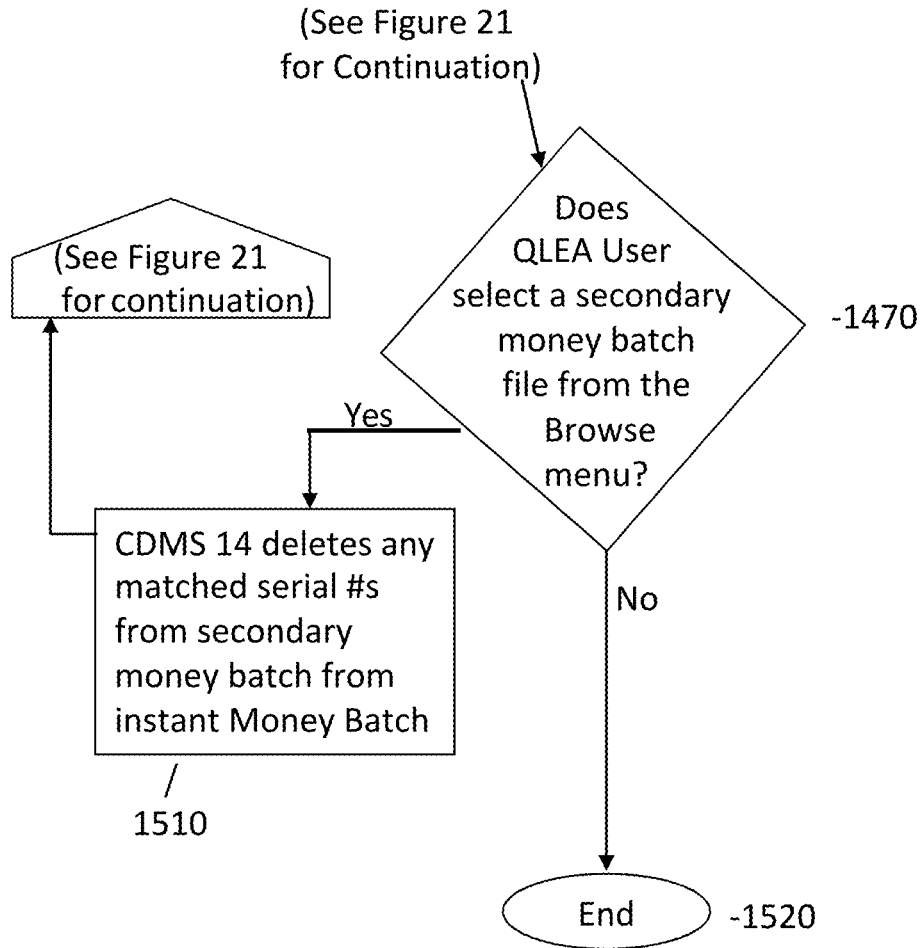 (See Figure 21
for Continuation)
Does
QLEA User
select a secondary
money batch
file from the
Browse
menu?
-1470
(See Figure 21
for continuation)
Yes
CDMS 14 deletes any
matched serial #s
from secondary
money batch from
instant Money Batch
1510
No
End
-1520